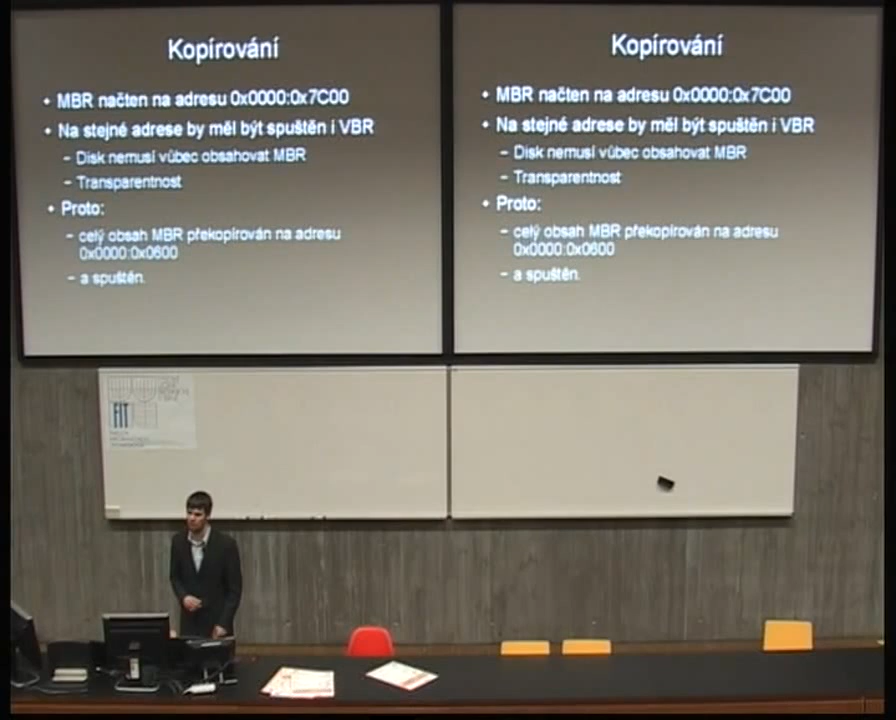 Kopírování
• MBR načten na adresu 0x0000:0x7C00
• Na stejné adrese by měl být spuštěn i VBR
– Disk nemusí vůbec obsahovat MBR
– Transparentnost
• Proto:
– celý obsah MBR překopírován na adresu
0x0000:0x0600
– a spuštěn.
Kopírování
• MBR načten na adresu 0x0000:0x7C00
• Na stejné adrese by měl být spuštěn i VBR
– Disk nemusí vůbec obsahovat MBR
– Transparentnost
• Proto:
– celý obsah MBR překopírován na adresu
0x0000:0x0600
– a spuštěn.
FIT